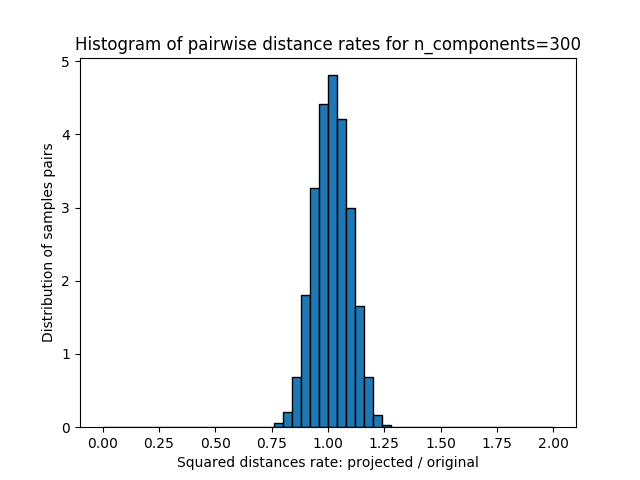 Histogram of pairwise distance rates for n_components=300
5
4
3
2
1
0
Distribution of samples pairs
0.00 0.25 0.50 0.75 1.00 1.25 1.50 1.75 2.00
Squared distances rate: projected / original